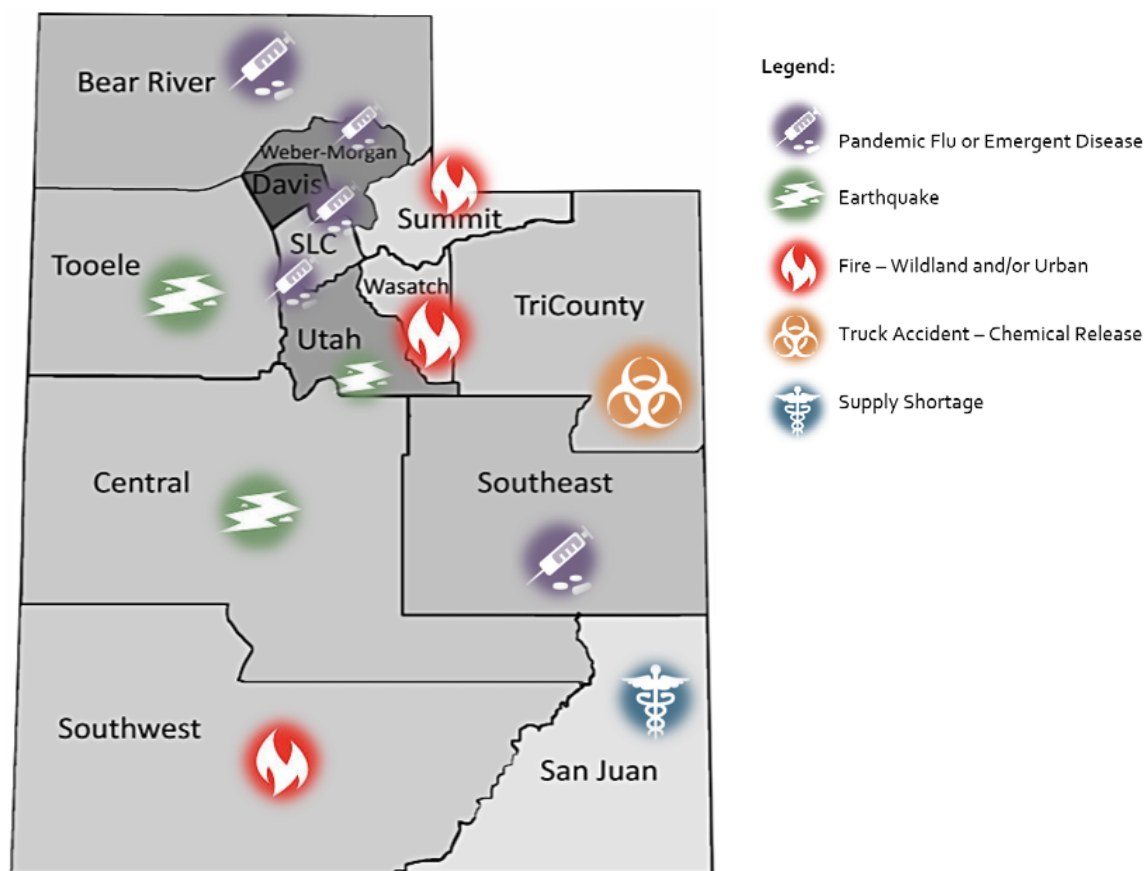 Bear River
Weber-Morgan
Davis
Summit
SLC
Tooele
Wasatch
TriCounty
Utah
Central
Southeast
Southwest
San Juan
Legend:
Pandemic Flu or Emergent Disease
Earthquake
Fire – Wildland and/or Urban
Truck Accident – Chemical Release
Supply Shortage